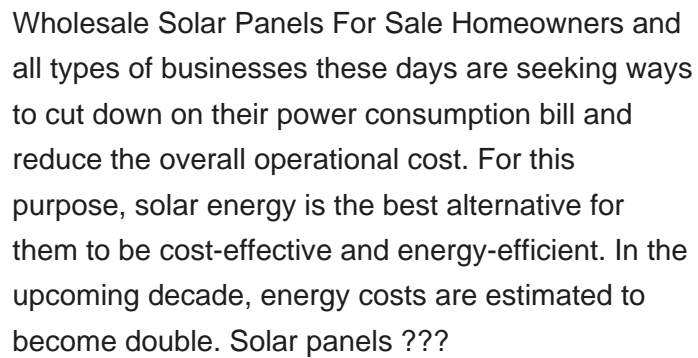 Wholesale Solar Panels For Sale Homeowners and
all types of businesses these days are seeking ways
to cut down on their power consumption bill and
reduce the overall operational cost. For this
purpose, solar energy is the best alternative for
them to be cost-effective and energy-efficient. In the
upcoming decade, energy costs are estimated to
become double. Solar panels ???